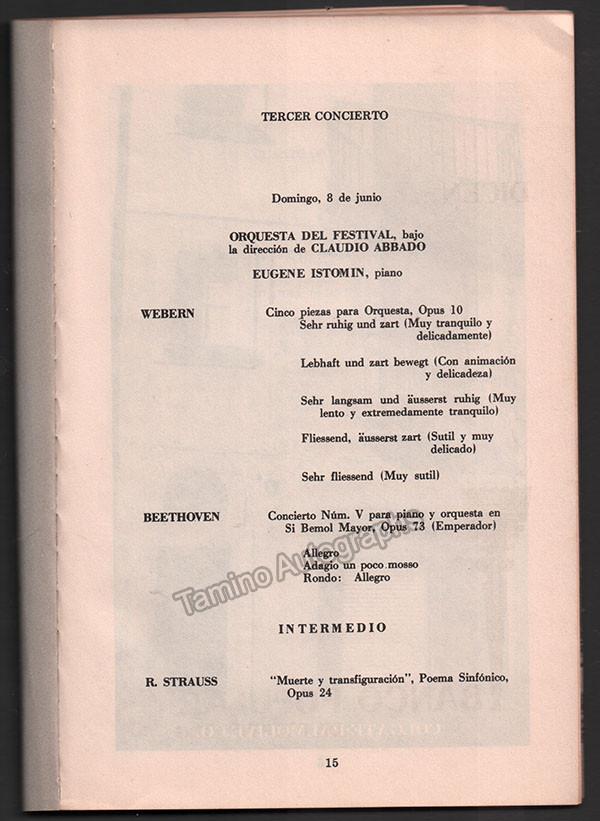 TERCER CONCIERTO
Domingo, 8 de junio
ORQUESTA DEL FESTIVAL, bajo
la dirección de CLAUDIO ABBADO
EUGENE ISTOMIN, piano
WEBERN Cinco piezas para Orquesta, Opus 10
Sehr ruhig und zart (Muy tranquilo y
delicadamente)
Lebhaft und zart bewegt (Con animación
y delicadeza)
Sehr langsam und äusserst ruhig (Muy
lento y extremedamente tranquilo)
Fliessend, äusserst zart (Sutil y muy
delicado)
Sehr fliessend (Muy sutil)
BEETHOVEN Concierto Núm. V para piano y orquesta en
Si Bemol Mayor, Opus 73 (Emperador)
Allegro
Adagio un poco mosso
Rondo: Allegro
Tamino Autographs
INTERMEDIO
R. STRAUSS "Muerte y transfiguración", Poema Sinfónico,
Opus 24
15